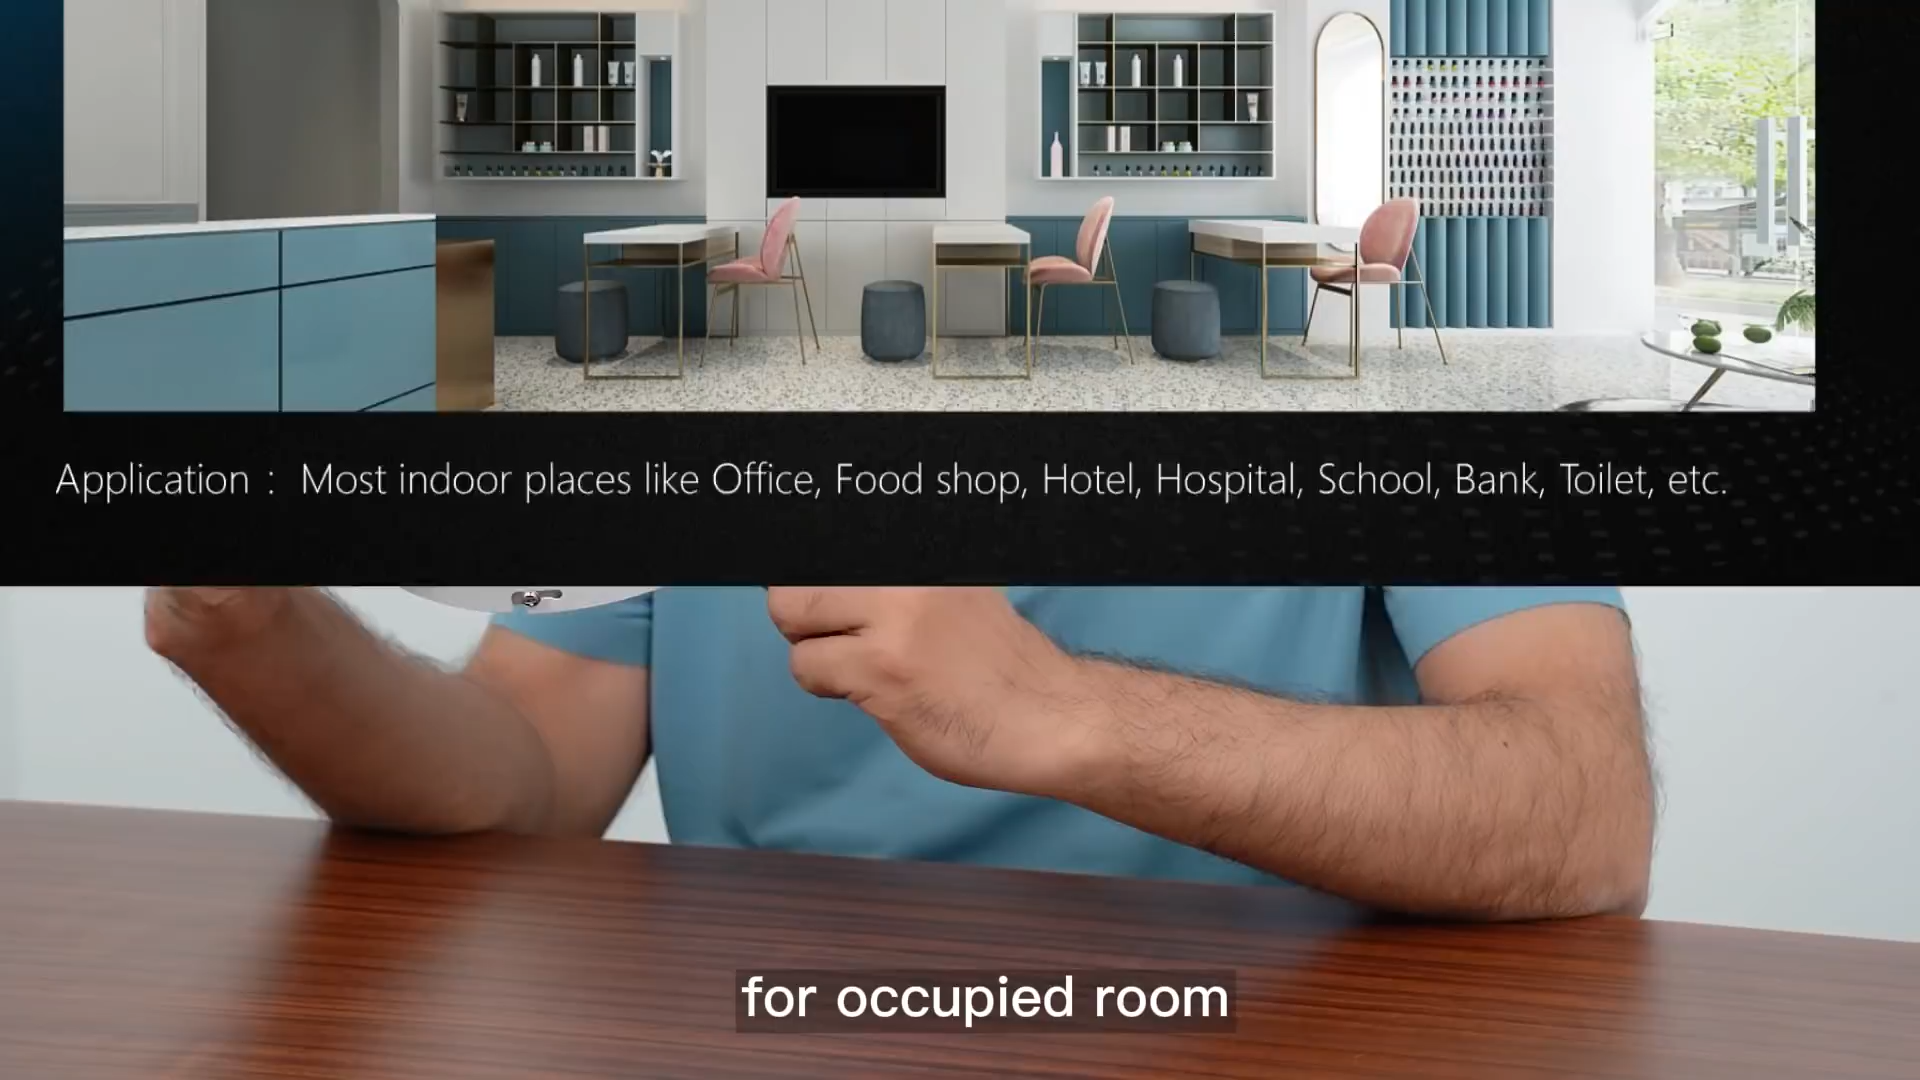 Application : Most indoor places like Office, Food shop, Hotel, Hospital, School, Bank, Toilet, etc.
for occupied room